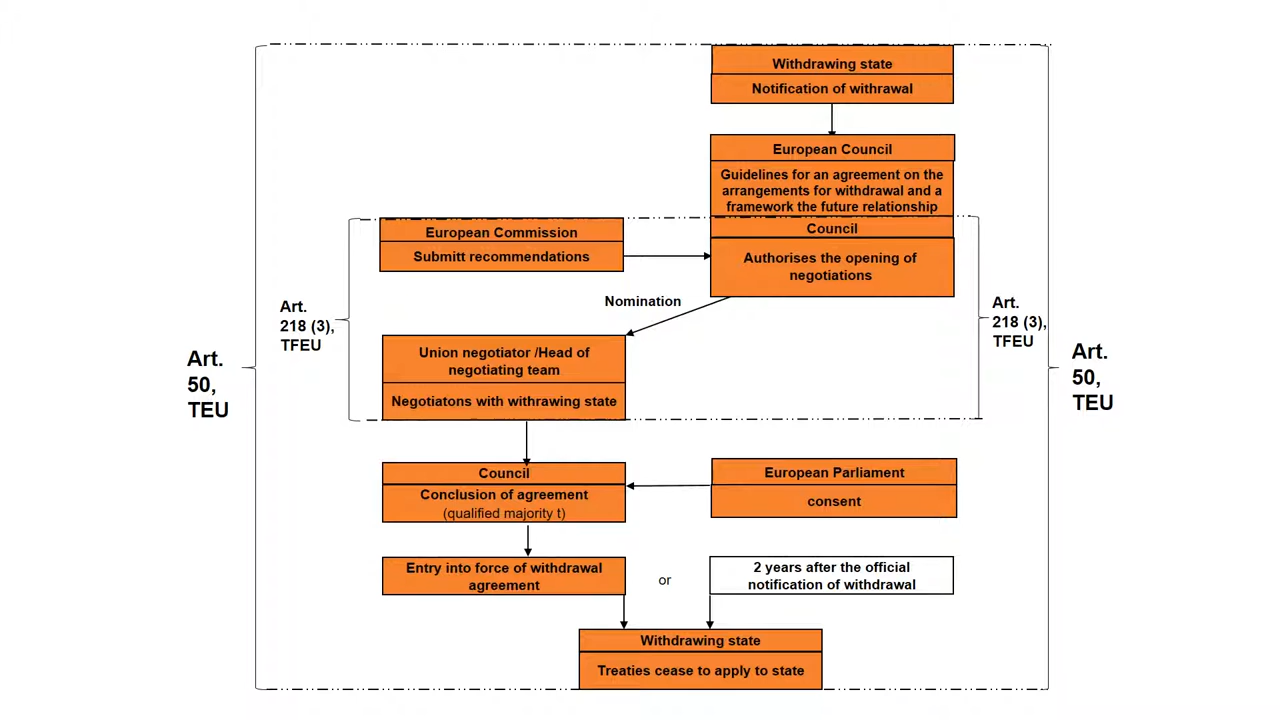 Withdrawing state
Notification of withrawal
European Council
Guidelines for an agreement on the
arrangements for withdrawal and a
framework the future relationship
European Commission
Submitt recommendations
Council
Authorises the opening of
negotiations
Nomination
Art.
218 (3),
TFEU
Art.
218 (3),
TFEU
Art.
50,
TEU
Art.
50,
TEU
Union negotiator /Head of
negotiating team
Negotiatons with withrawing state
Council
Conclusion of agreement
(qualified majority t)
European Parliament
consent
Entry into force of withdrawal
agreement
or
2 years after the official
notification of withdrawal
Withdrawing state
Treaties cease to apply to state